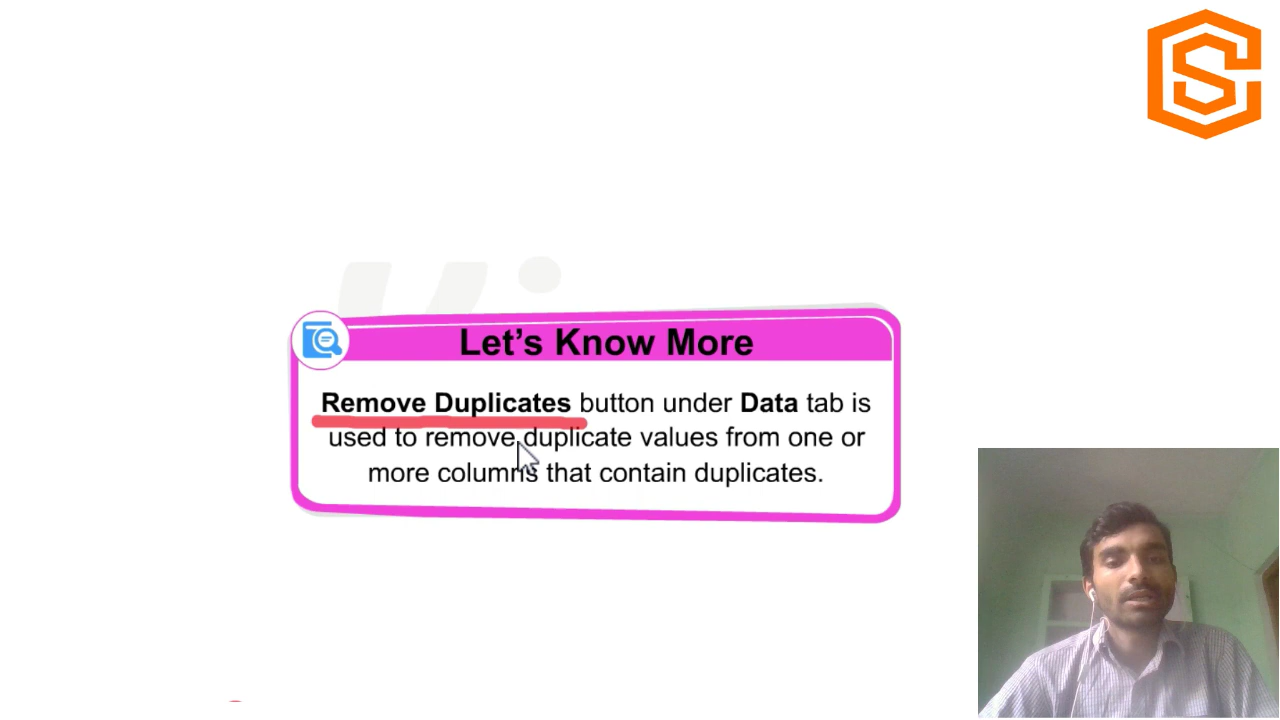 Let’s Know More
Remove Duplicates button under Data tab is
used to remove duplicate values from one or
more columns that contain duplicates.